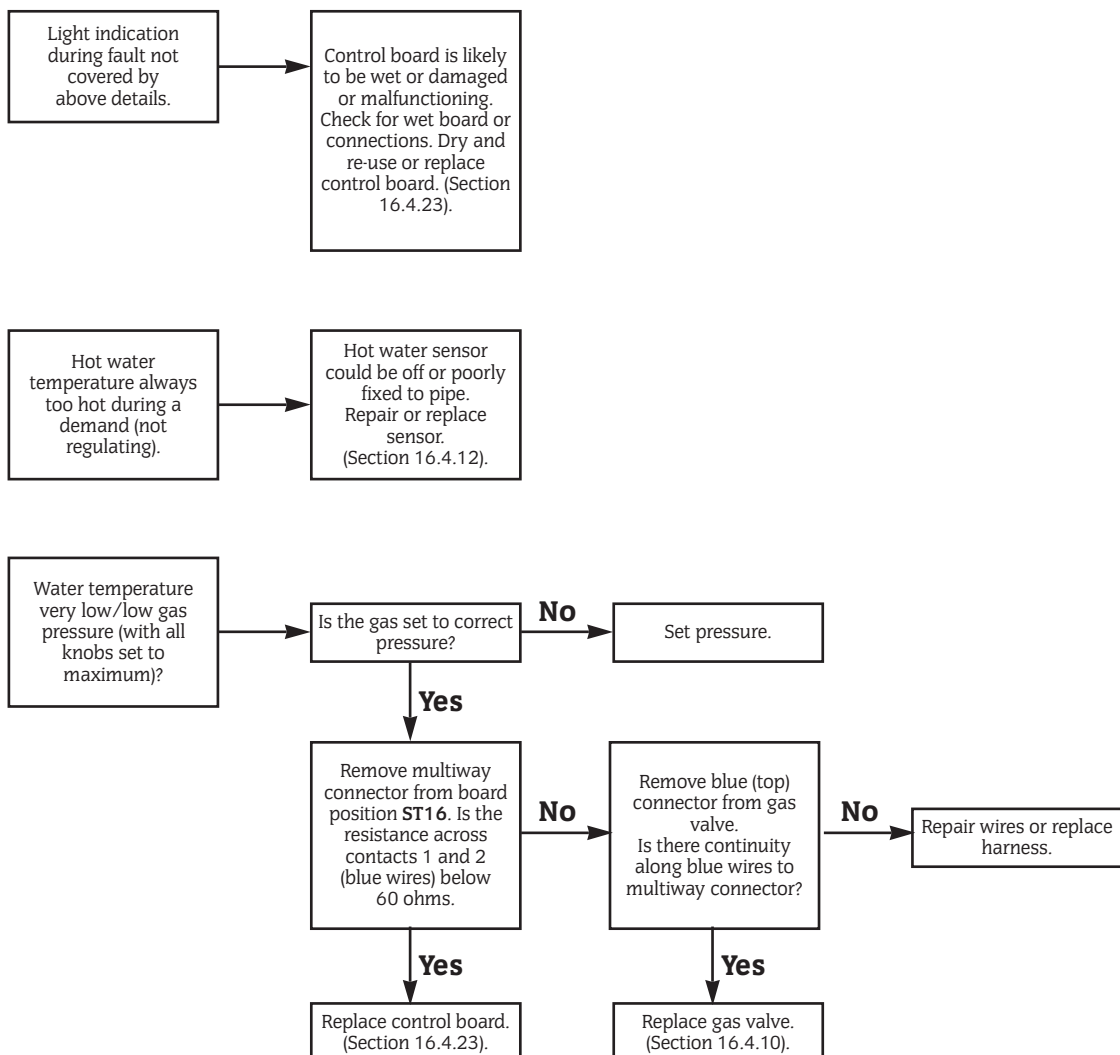 Light indication
during fault not
covered by
above details.
Control board is likely
to be wet or damaged
or malfunctioning.
Check for wet board or
connections. Dry and
re-use or replace
control board. (Section
16.4.23).
Hot water
temperature always
too hot during a
demand (not
regulating).
Hot water sensor
could be off or poorly
fixed to pipe.
Repair or replace
sensor.
(Section 16.4.12).
Water temperature
very low/low gas
pressure (with all
knobs set to
maximum)?
Is the gas set to correct
pressure?
No
Set pressure.
Yes
Remove multiway
connector from board
position ST16. Is the
resistance across
contacts 1 and 2
(blue wires) below
60 ohms.
No
Remove blue (top)
connector from gas
valve.
Is there continuity
along blue wires to
multiway connector?
No
Repair wires or replace
harness.
Yes
Replace control board.
(Section 16.4.23).
Yes
Replace gas valve.
(Section 16.4.10).